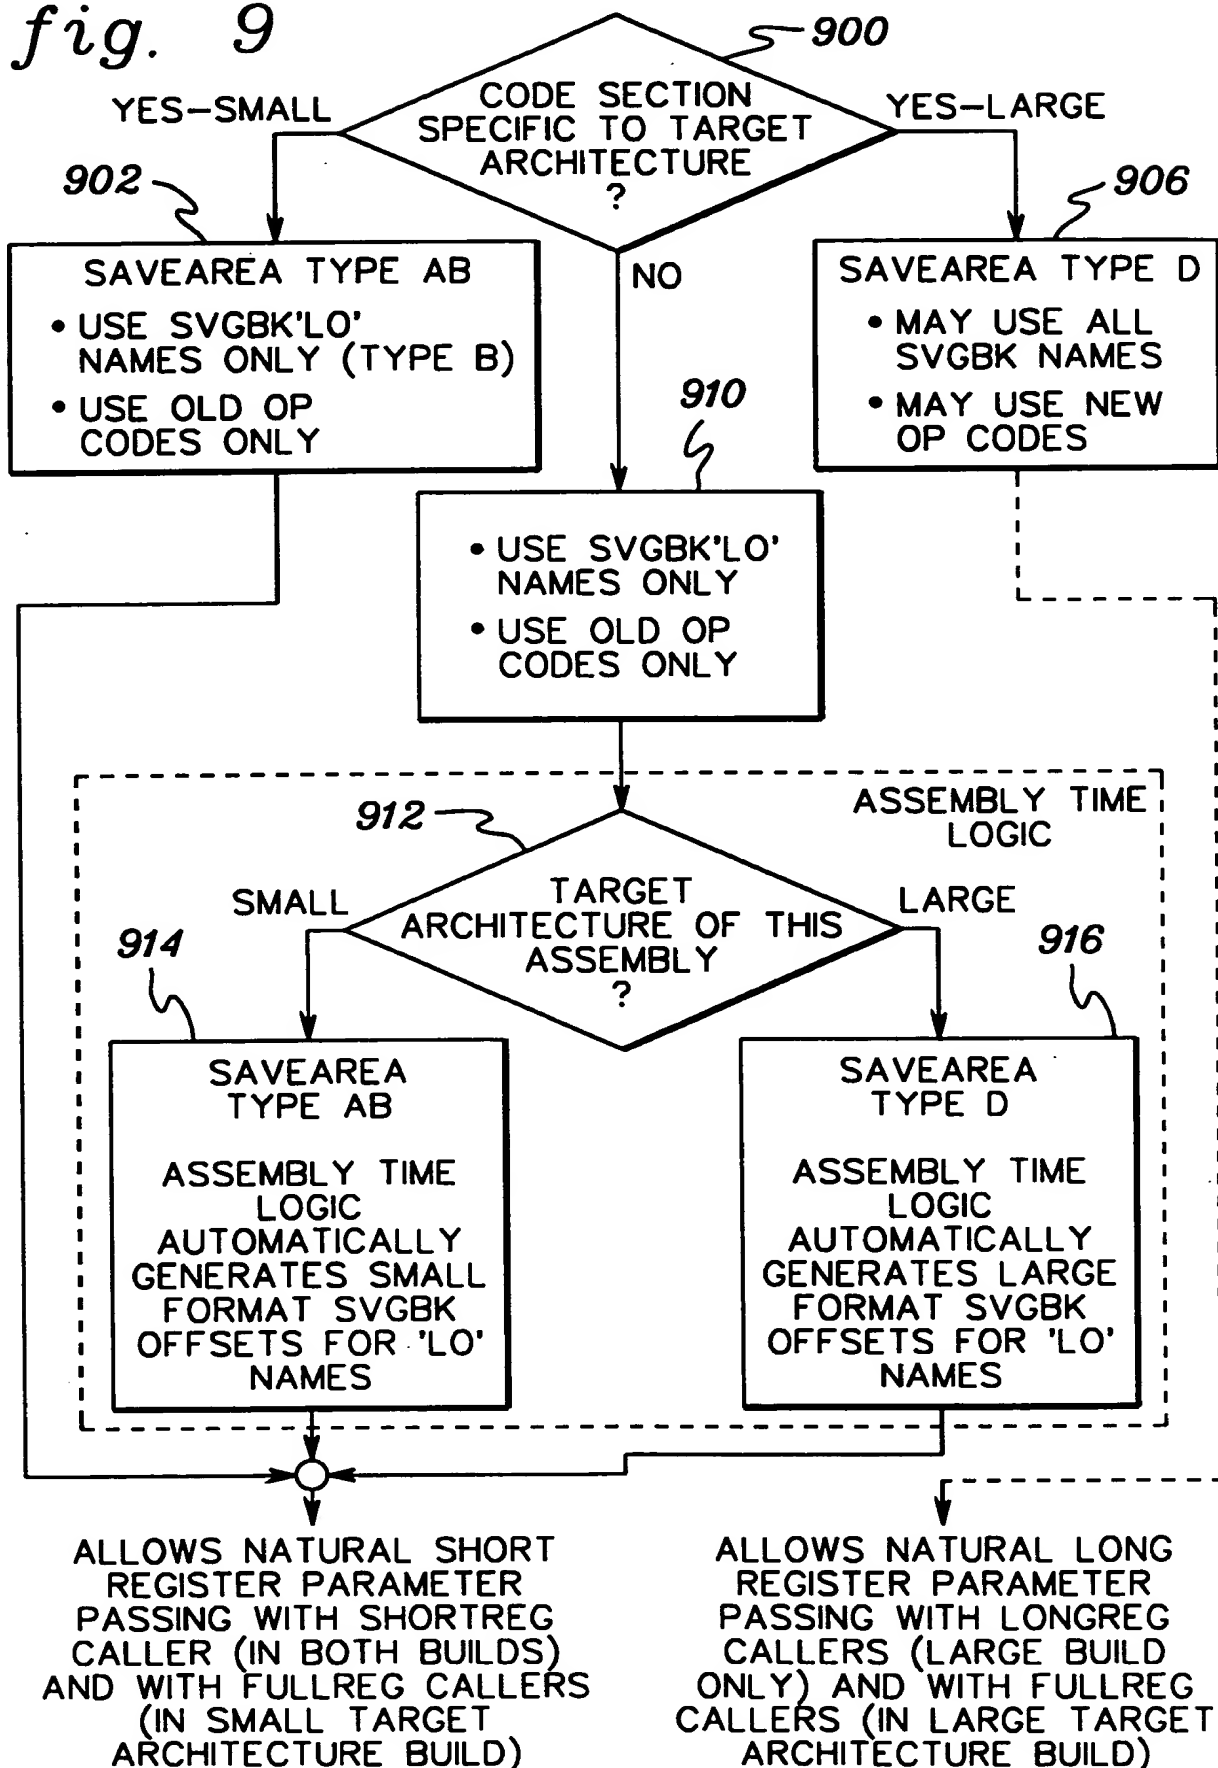 fig. 9
900
CODE SECTION
SPECIFIC TO TARGET
ARCHITECTURE
?
YES-SMALL
YES-LARGE
NO
902
SAVEAREA TYPE AB
• USE SVGBK'LO'
NAMES ONLY (TYPE B)
• USE OLD OP
CODES ONLY
906
SAVEAREA TYPE D
• MAY USE ALL
SVGBK NAMES
• MAY USE NEW
OP CODES
910
• USE SVGBK'LO'
NAMES ONLY
• USE OLD OP
CODES ONLY
ASSEMBLY TIME
LOGIC
912
TARGET
ARCHITECTURE OF THIS
ASSEMBLY
?
SMALL
LARGE
914
SAVEAREA
TYPE AB
ASSEMBLY TIME
LOGIC
AUTOMATICALLY
GENERATES SMALL
FORMAT SVGBK
OFFSETS FOR 'LO'
NAMES
916
SAVEAREA
TYPE D
ASSEMBLY TIME
LOGIC
AUTOMATICALLY
GENERATES LARGE
FORMAT SVGBK
OFFSETS FOR 'LO'
NAMES
ALLOWS NATURAL SHORT
REGISTER PARAMETER
PASSING WITH SHORTREG
CALLER (IN BOTH BUILDS)
AND WITH FULLREG CALLERS
(IN SMALL TARGET
ARCHITECTURE BUILD)
ALLOWS NATURAL LONG
REGISTER PARAMETER
PASSING WITH LONGREG
CALLERS (LARGE BUILD
ONLY) AND WITH FULLREG
CALLERS (IN LARGE TARGET
ARCHITECTURE BUILD)